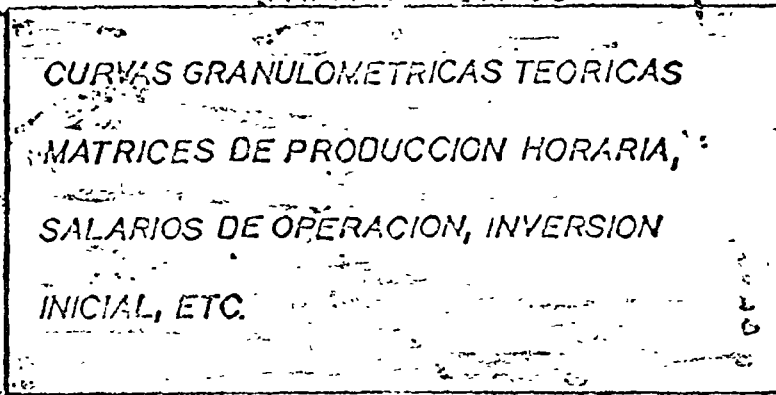 CURVAS GRANULOMETRICAS TEORICAS
MATRICES DE PRODUCCION HORARIA,
SALARIOS DE OPERACION, INVERSION
INICIAL, ETC.